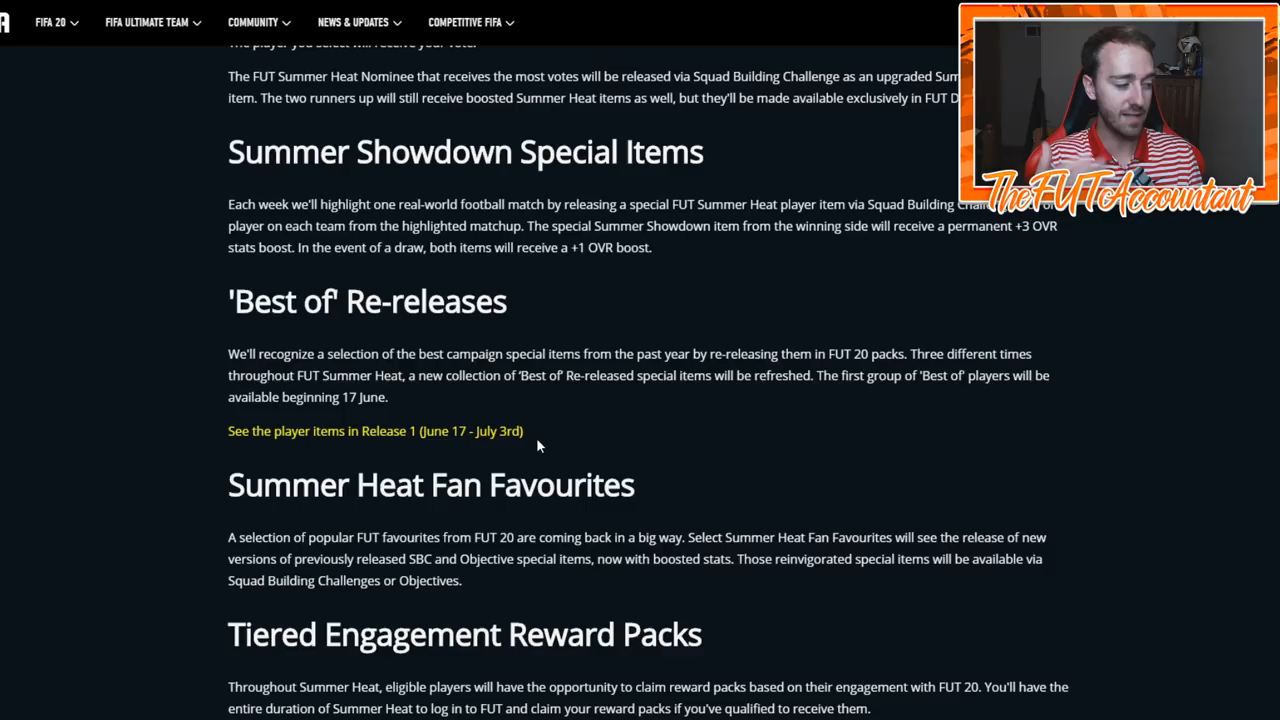 FIFA 20 FIFA ULTIMATE TEAM COMMUNITY NEWS & UPDATES COMPETITIVE FIFA
The player you select will receive your vote.
The FUT Summer Heat Nominee that receives the most votes will be released via Squad Building Challenge as an upgraded
item. The two runners up will still receive boosted Summer Heat items as well, but they'll be made available exclusively in FUT
Summer Showdown Special Items
Each week we'll highlight one real-world football match by releasing a special FUT Summer Heat player item via Squad Building
player on each team from the highlighted matchup. The special Summer Showdown item from the winning side will receive a permanent +3 OVR
stats boost. In the event of a draw, both items will receive a +1 OVR boost.
'Best of' Re-releases
We'll recognize a selection of the best campaign special items from the past year by re-releasing them in FUT 20 packs. Three different times
throughout FUT Summer Heat, a new collection of 'Best of' Re-released special items will be refreshed. The first group of 'Best of' players will be
available beginning 17 June.
See the player items in Release 1 (June 17 - July 3rd)
Summer Heat Fan Favourites
A selection of popular FUT favourites from FUT 20 are coming back in a big way. Select Summer Heat Fan Favourites will see the release of new
versions of previously released SBC and Objective special items, now with boosted stats. Those reinvigorated special items will be available via
Squad Building Challenges or Objectives.
Tiered Engagement Reward Packs
Throughout Summer Heat, eligible players will have the opportunity to claim reward packs based on their engagement with FUT 20. You'll have the
entire duration of Summer Heat to log in to FUT and claim your reward packs if you've qualified to receive them.
TheFUTAccountant